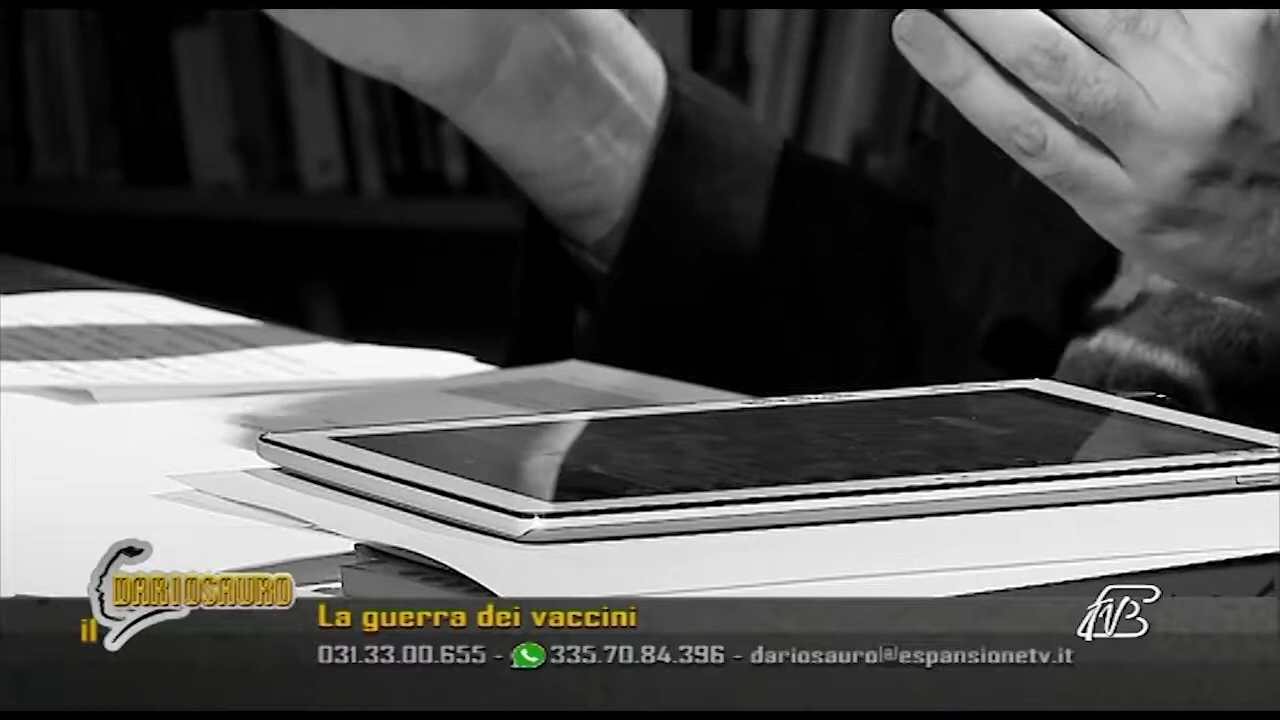 il DARIOSAURO
La guerra dei vaccini
031.33.00.655 - 335.70.84.396 - dariosauro@espansionetv.it